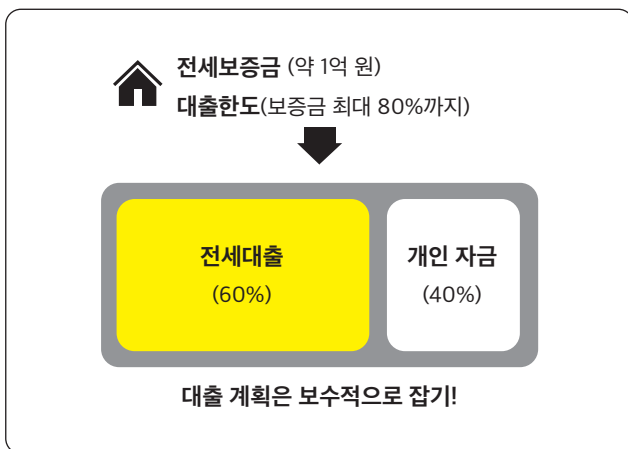 전세보증금 (약 1억 원)
대출한도(보증금 최대 80%까지)
전세대출
(60%)
개인 자금
(40%)
대출 계획은 보수적으로 잡기!